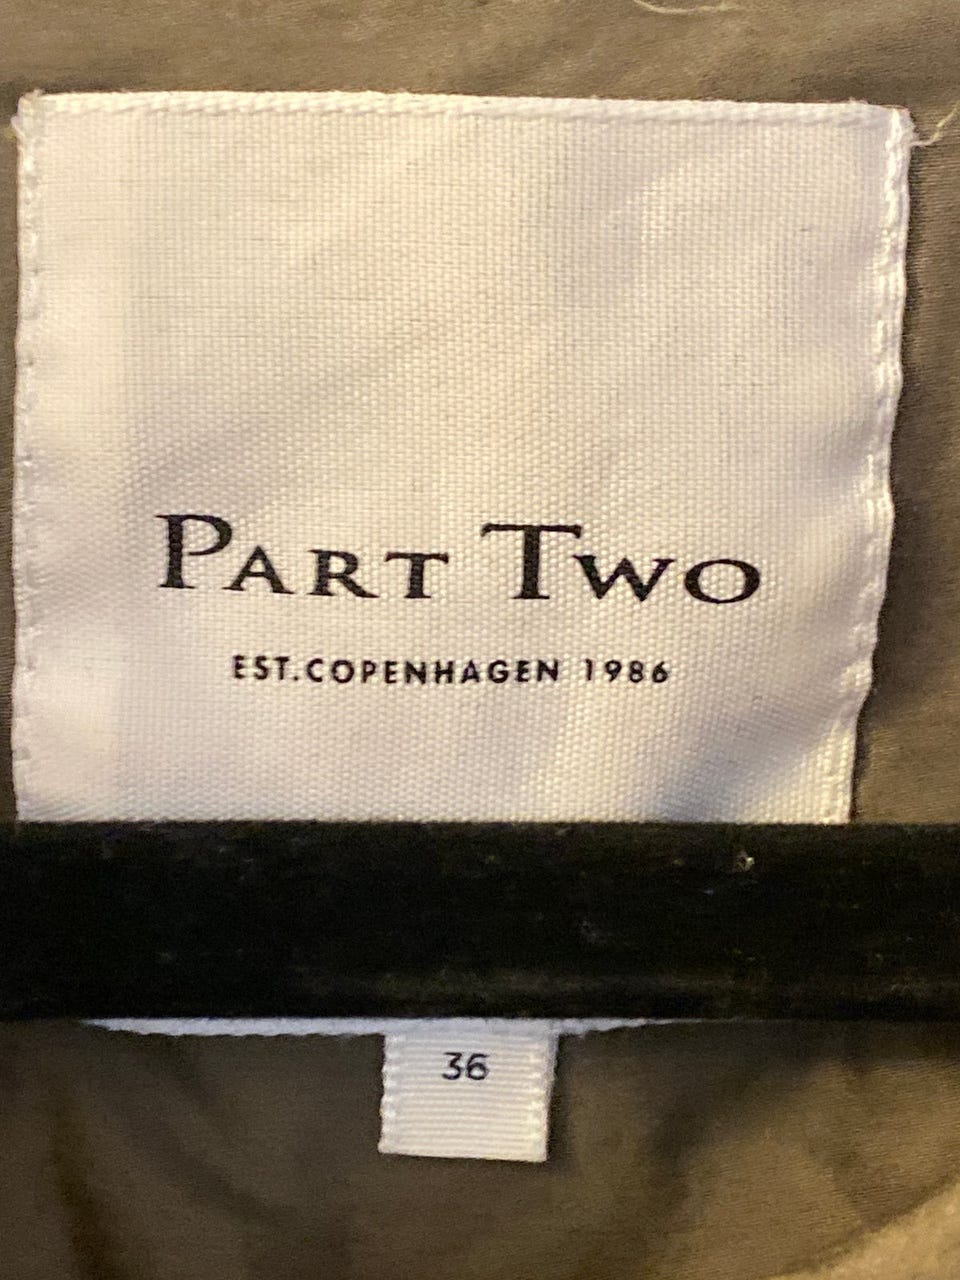 PART TWO
EST.COPENHAGEN 1986
36